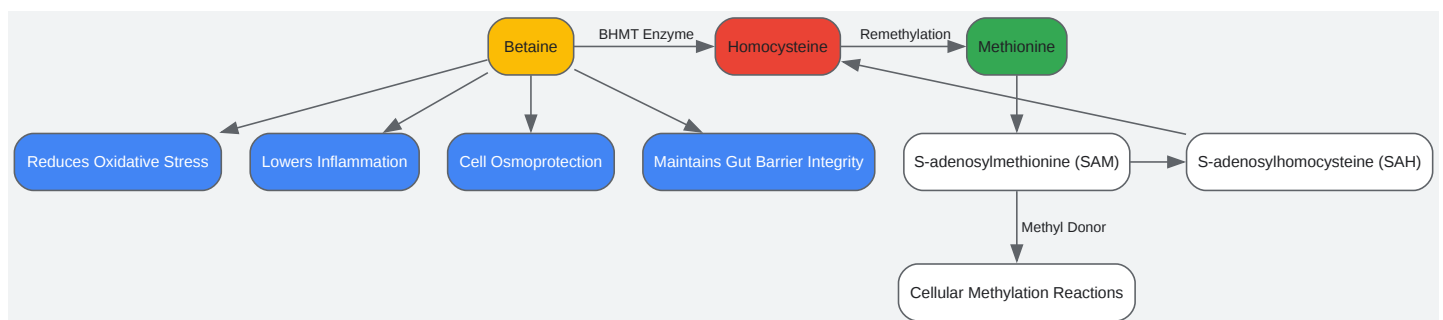 Betaine
BHMT Enzyme
Homocysteine
Remethylation
Methionine
Reduces Oxidative Stress
Lowers Inflammation
Cell Osmoprotection
Maintains Gut Barrier Integrity
S-adenosylmethionine (SAM)
S-adenosylhomocysteine (SAH)
Methyl Donor
Cellular Methylation Reactions